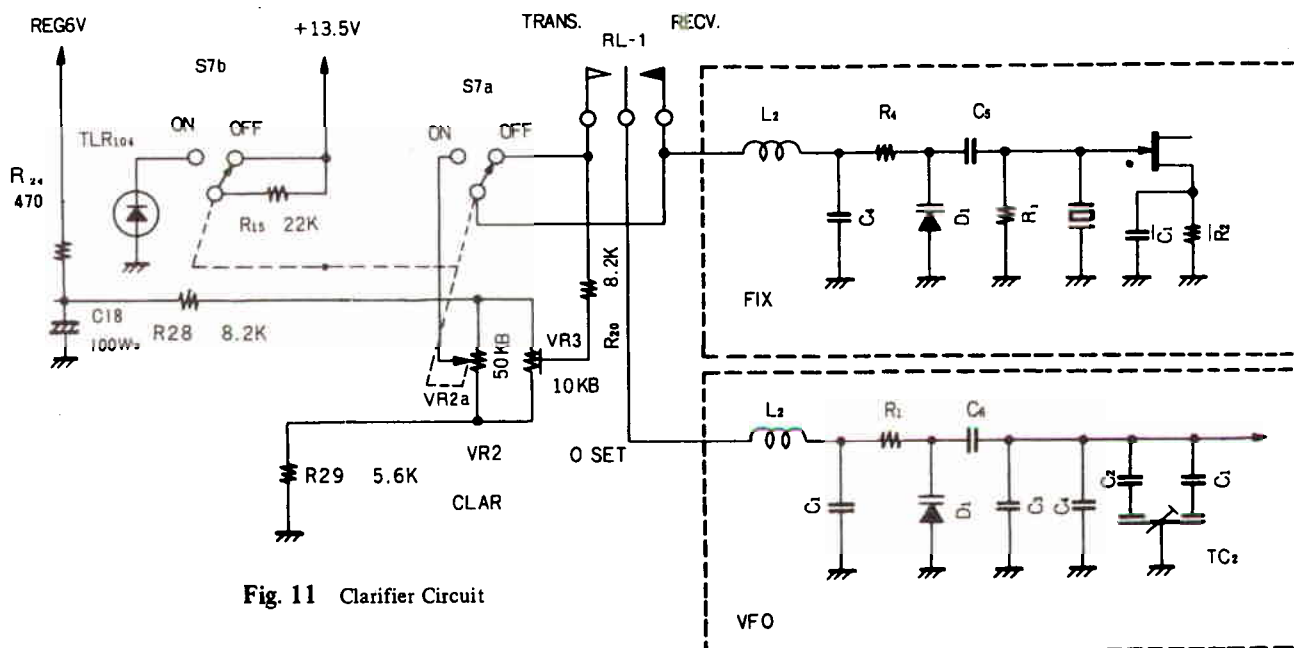 REG6V
+13.5V
TRANS.
RECV.
RL-1
S7b
S7a
TLR104
ON
OFF
ON
OFF
L2
R4
C5
R24
470
R15 22K
C4
D1
R1
C1
R2
8.2K
FIX
C18
R28 8.2K
VR3
R20
50KB
10KB
VR2a
L2
R1
C6
R29 5.6K
VR2
O SET
CLAR
C1
D1
C3
C4
C2
C1
TC2
Fig. 11 Clarifier Circuit
VFO